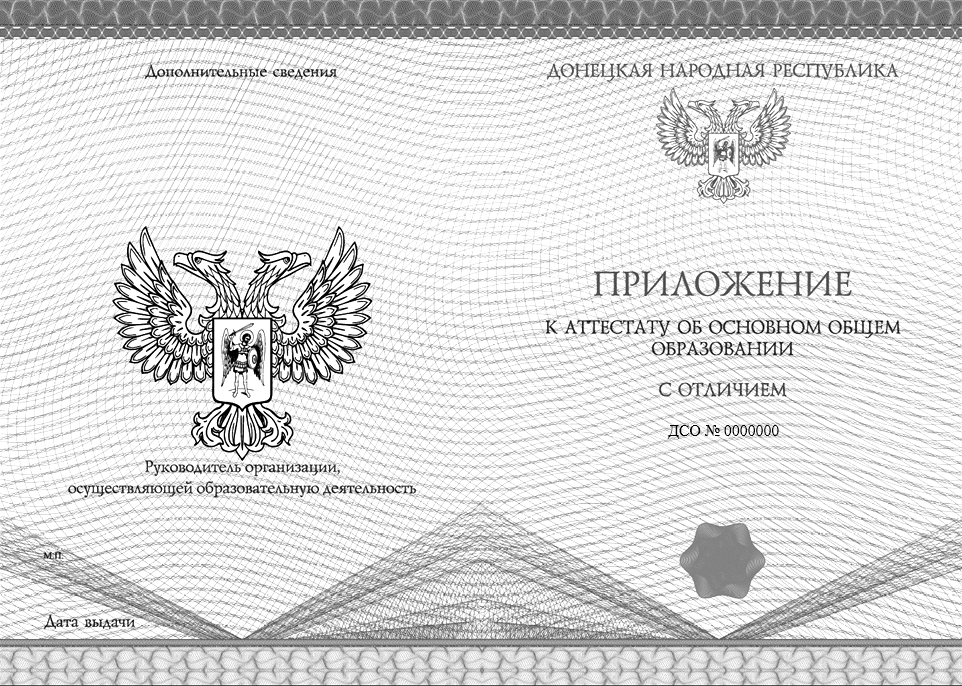 Дополнительные сведения
Руководитель организации,
осуществляющей образовательную деятельность
м.п.
Дата выдачи
ДОНЕЦКАЯ НАРОДНАЯ РЕСПУБЛИКА
ПРИЛОЖЕНИЕ
К АТТЕСТАТУ ОБ ОСНОВНОМ ОБЩЕМ
ОБРАЗОВАНИИ
С ОТЛИЧИЕМ
ДСО № 0000000